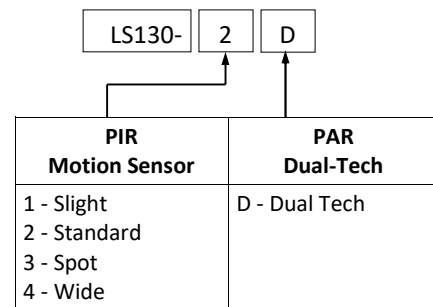 LS130- 2 D
PIR PAR
Motion Sensor Dual-Tech
1 - Slight D - Dual Tech
2 - Standard
3 - Spot
4 - Wide